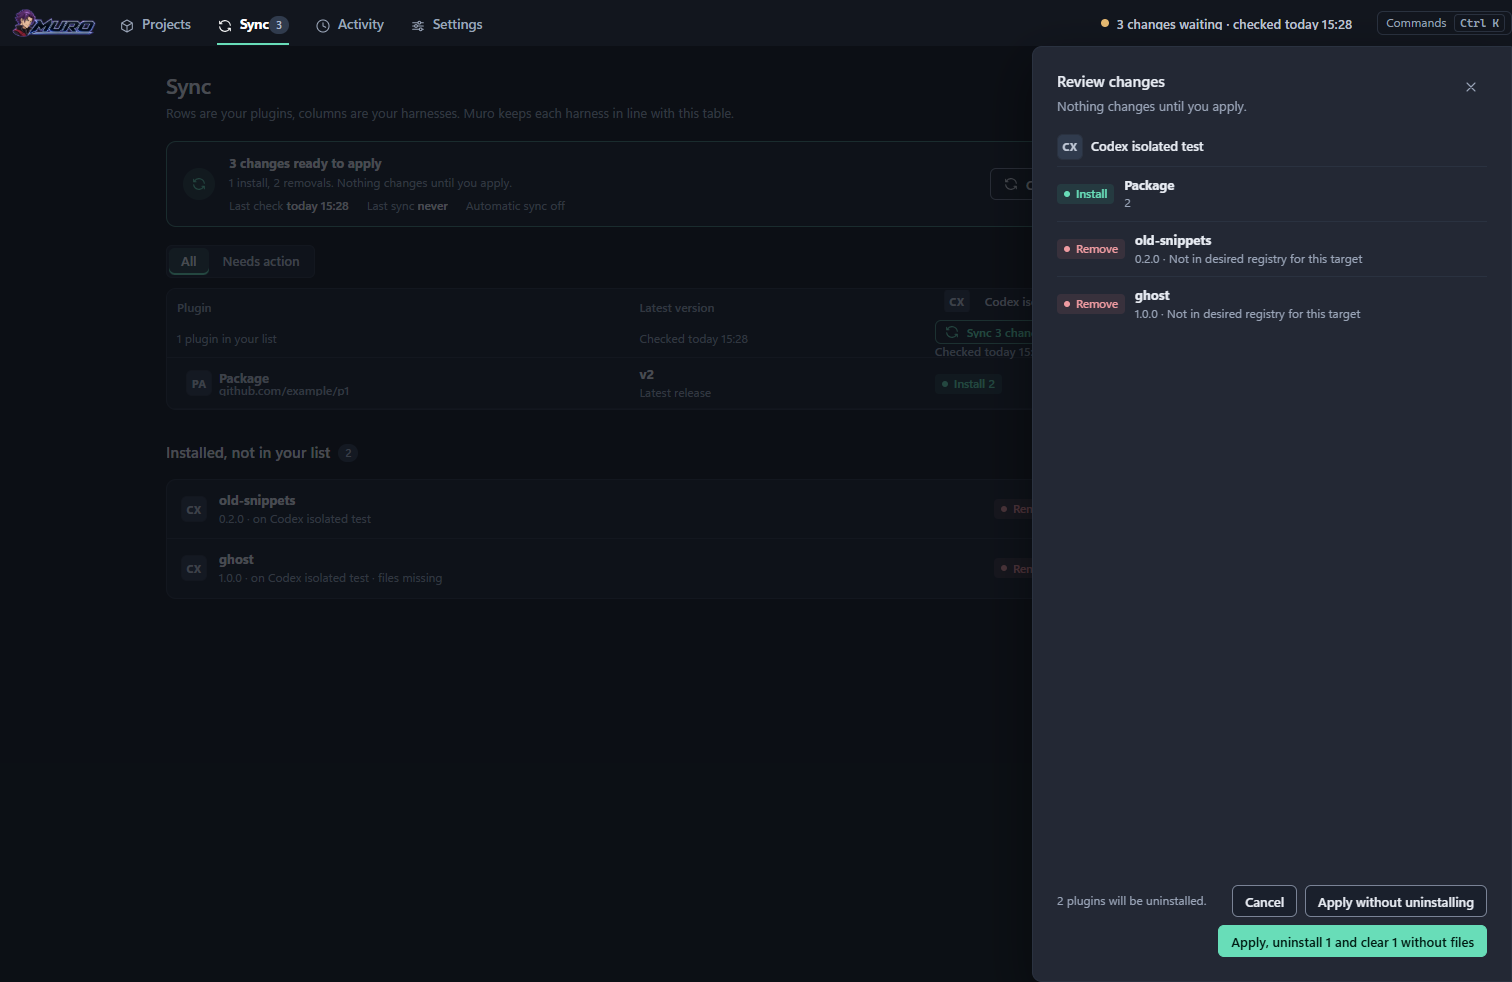 MURO
Projects
Sync 3
Activity
Settings
3 changes waiting · checked today 15:28
Commands Ctrl K
Sync
Rows are your plugins, columns are your harnesses. Muro keeps each harness in line with this table.
3 changes ready to apply
1 install, 2 removals. Nothing changes until you apply.
Last check today 15:28 Last sync never Automatic sync off
All
Needs action
Plugin
Latest version
CX
1 plugin in your list
Checked today 15:28
Sync 3
Checked today
PA
Package
github.com/example/p1
v2
Latest release
Install 2
Installed, not in your list 2
CX
old-snippets
0.2.0 · on Codex isolated test
CX
ghost
1.0.0 · on Codex isolated test · files missing
Review changes
Nothing changes until you apply.
CX Codex isolated test
Install
Package
2
Remove
old-snippets
0.2.0 · Not in desired registry for this target
Remove
ghost
1.0.0 · Not in desired registry for this target
2 plugins will be uninstalled.
Cancel
Apply without uninstalling
Apply, uninstall 1 and clear 1 without files